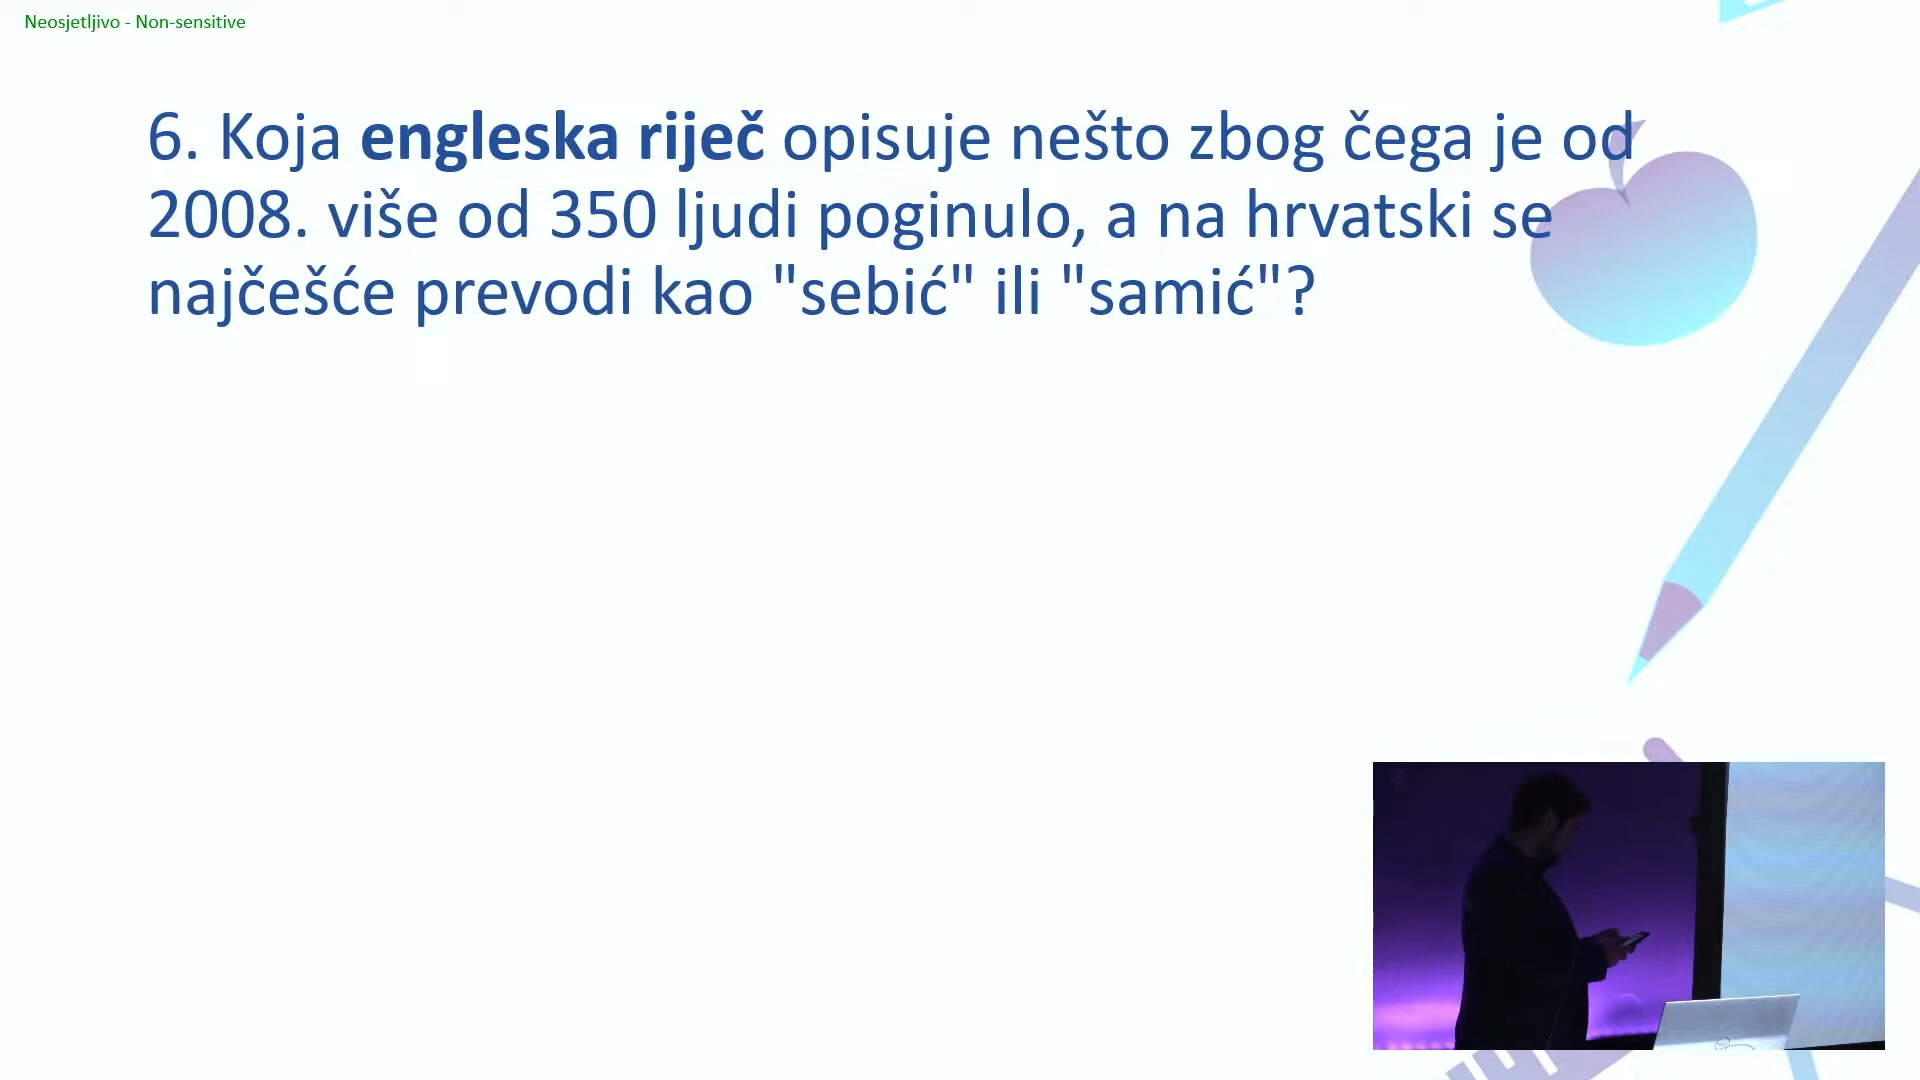 Neosjetljivo - Non-sensitive
6. Koja engleska riječ opisuje nešto zbog čega je od
2008. više od 350 ljudi poginulo, a na hrvatski se
najčešće prevodi kao "sebić" ili "samić"?